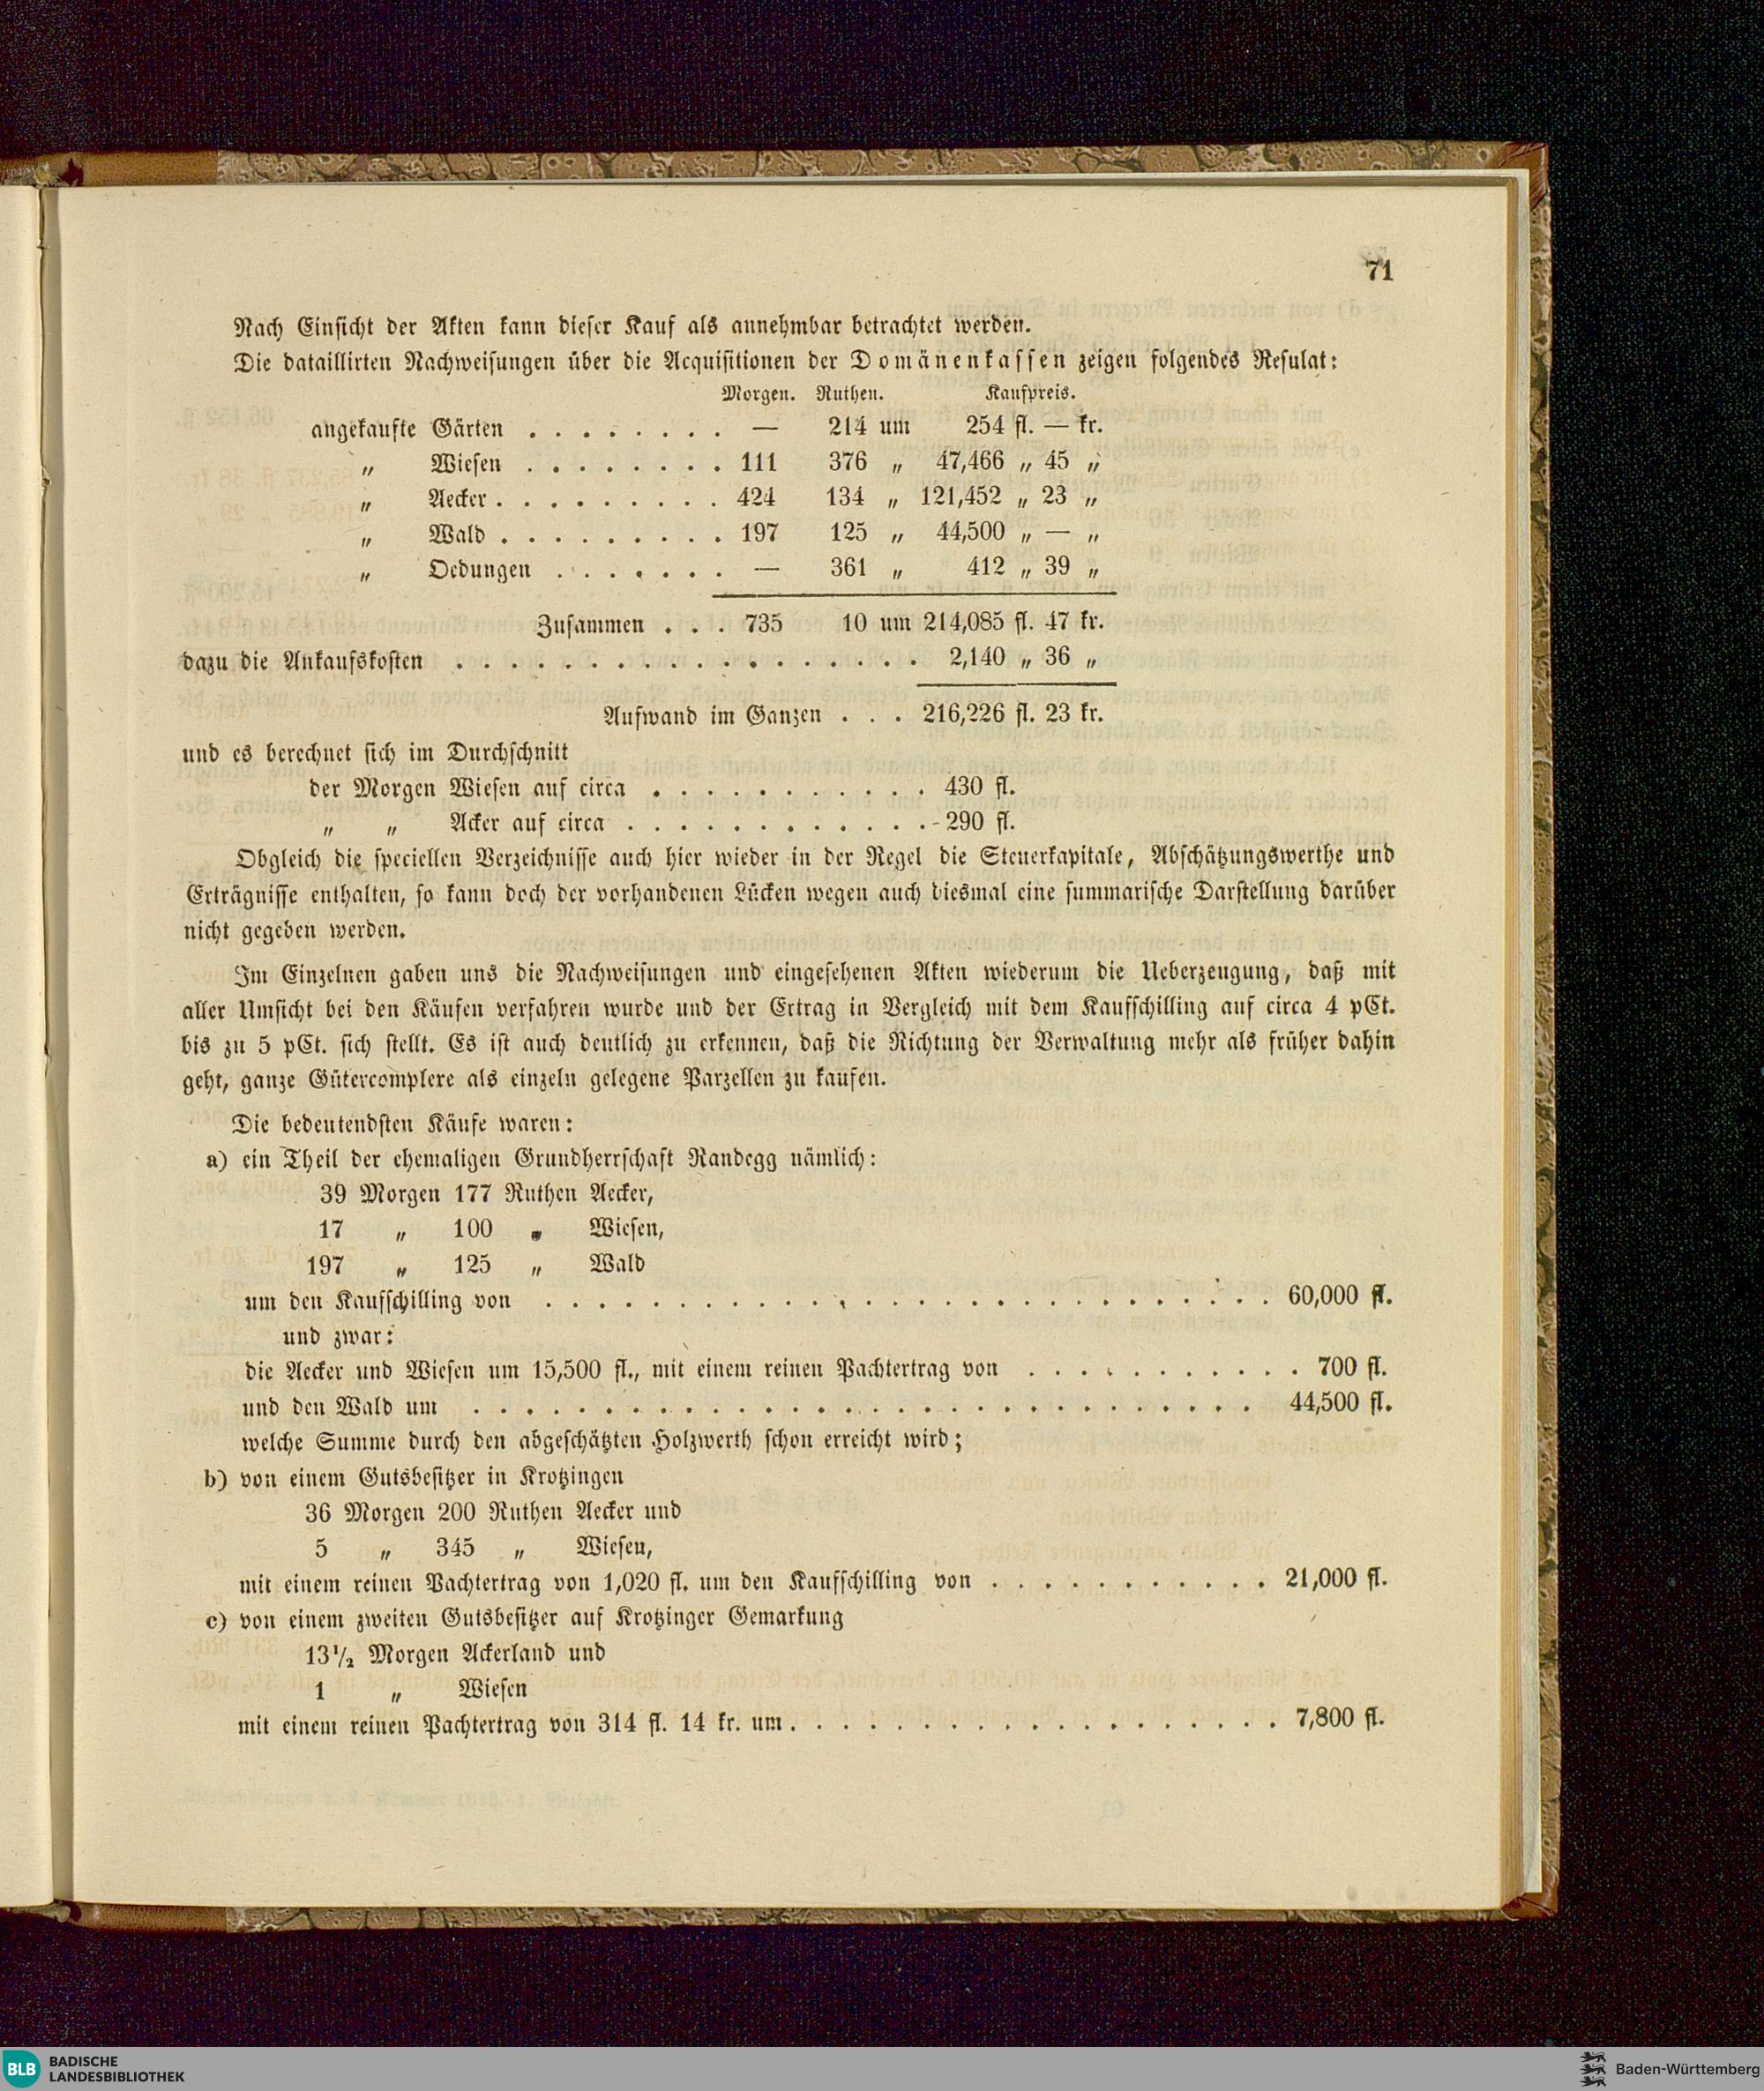 71
Nach Einsicht der Akten kann dieser Kauf als annehmbar betrachtet werden.
Die dataillirten Nachweisungen über die Acquisitionen der Domänenkassen zeigen folgendes Resulat:
Morgen. Ruthen. Kaufpreis.
angekaufte Gärten . . . . . . . . — 214 um 254 fl. — kr.
„ Wiesen . . . . . . . . 111 376 „ 47,466 „ 45 „
„ Aecker . . . . . . . . . 424 134 „ 121,452 „ 23 „
„ Wald . . . . . . . . . 197 125 „ 44,500 „ — „
„ Oedungen . . . . . . . — 361 „ 412 „ 39 „
Zusammen . . . 735 10 um 214,085 fl. 47 kr.
dazu die Ankaufskosten . . . . . . . . . . . . . . . . . . 2,140 „ 36 „
Aufwand im Ganzen . . . 216,226 fl. 23 kr.
und es berechnet sich im Durchschnitt
der Morgen Wiesen auf circa . . . . . . . . . . . 430 fl.
„ „ Acker auf circa . . . . . . . . . . . . 290 fl.
Obgleich die speciellen Verzeichnisse auch hier wieder in der Regel die Steuerkapitale, Abschätzungswerthe und
Erträgnisse enthalten, so kann doch der vorhandenen Lücken wegen auch diesmal eine summarische Darstellung darüber
nicht gegeben werden.
Im Einzelnen gaben uns die Nachweisungen und eingesehenen Akten wiederum die Ueberzeugung, daß mit
aller Umsicht bei den Käufen verfahren wurde und der Ertrag in Vergleich mit dem Kaufschilling auf circa 4 pCt.
bis zu 5 pCt. sich stellt. Es ist auch deutlich zu erkennen, daß die Richtung der Verwaltung mehr als früher dahin
geht, ganze Gütercomplexe als einzeln gelegene Parzellen zu kaufen.
Die bedeutendsten Käufe waren:
a) ein Theil der ehemaligen Grundherrschaft Randegg nämlich:
39 Morgen 177 Ruthen Aecker,
17 „ 100 „ Wiesen,
197 „ 125 „ Wald
um den Kaufschilling von . . . . . . . . . . . . . . . . . . . . . . . . . . . . 60,000 fl.
und zwar:
die Aecker und Wiesen um 15,500 fl., mit einem reinen Pachtertrag von . . . . . . . . . . . 700 fl.
und den Wald um . . . . . . . . . . . . . . . . . . . . . . . . . . . . . . 44,500 fl.
welche Summe durch den abgeschätzten Holzwerth schon erreicht wird;
b) von einem Gutsbesitzer in Krotzingen
36 Morgen 200 Ruthen Aecker und
5 „ 345 „ Wiesen,
mit einem reinen Pachtertrag von 1,020 fl. um den Kaufschilling von . . . . . . . . . . . 21,000 fl.
c) von einem zweiten Gutsbesitzer auf Krotzinger Gemarkung
13½ Morgen Ackerland und
1 „ Wiesen
mit einem reinen Pachtertrag von 314 fl. 14 kr. um . . . . . . . . . . . . . . . . . . . 7,800 fl.
BLB BADISCHE
LANDESBIBLIOTHEK
Baden-Württemberg